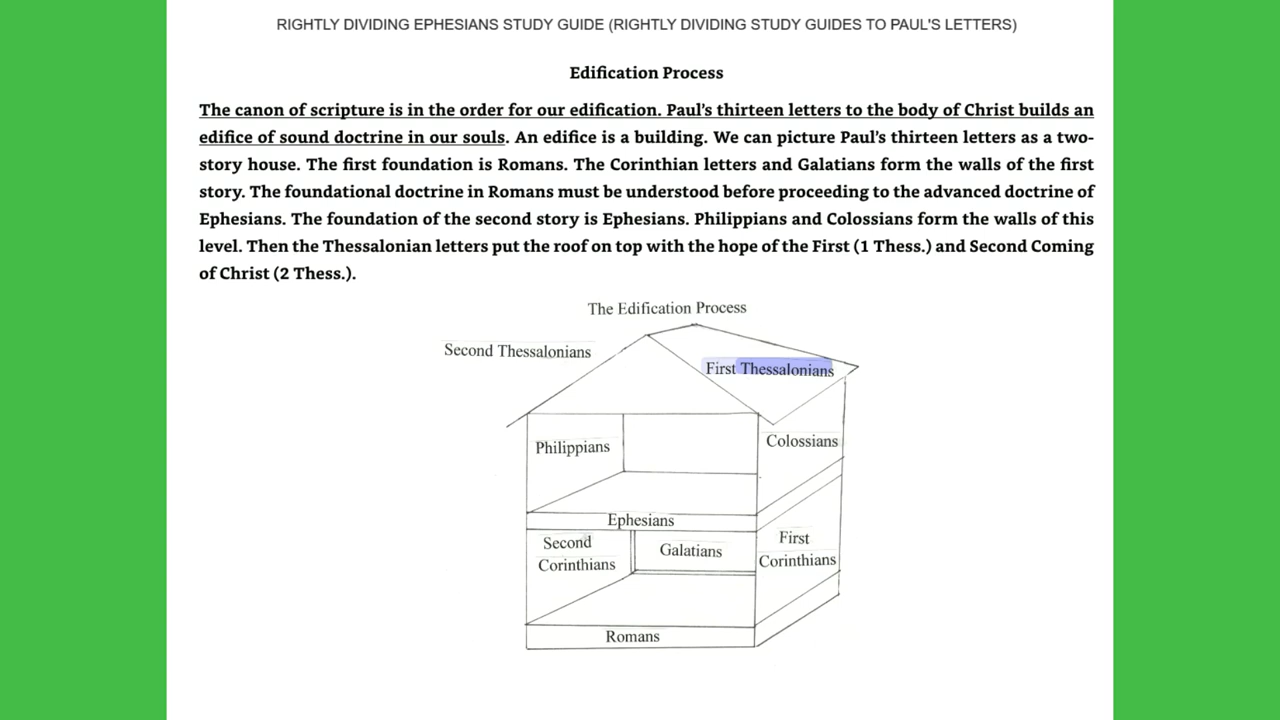 RIGHTLY DIVIDING EPHESIANS STUDY GUIDE (RIGHTLY DIVIDING STUDY GUIDES TO PAUL'S LETTERS)
Edification Process
The canon of scripture is in the order for our edification. Paul's thirteen letters to the body of Christ builds an
edifice of sound doctrine in our souls. An edifice is a building. We can picture Paul's thirteen letters as a two-
story house. The first foundation is Romans. The Corinthian letters and Galatians form the walls of the first
story. The foundational doctrine in Romans must be understood before proceeding to the advanced doctrine of
Ephesians. The foundation of the second story is Ephesians. Philippians and Colossians form the walls of this
level. Then the Thessalonian letters put the roof on top with the hope of the First (1 Thess.) and Second Coming
of Christ (2 Thess.).
The Edification Process
Second Thessalonians
First Thessalonians
Philippians
Colossians
Ephesians
Second
Corinthians
Galatians
First
Corinthians
Romans